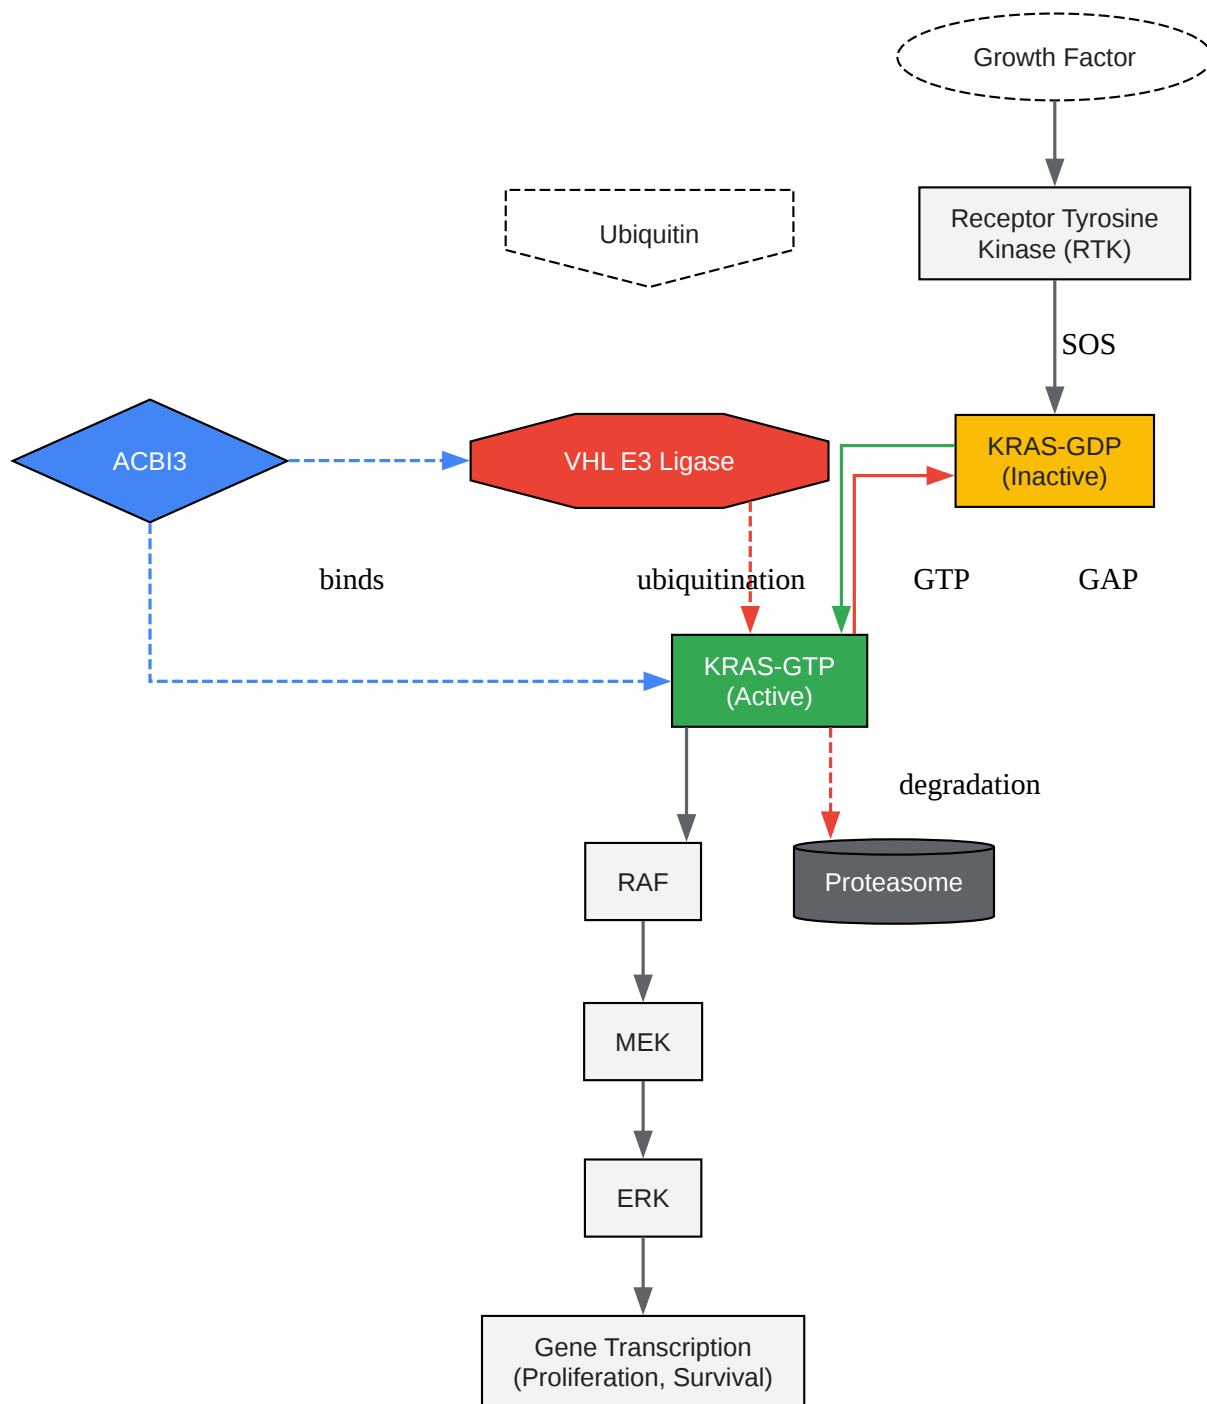 Growth Factor
Receptor Tyrosine
Kinase (RTK)
Ubiquitin
SOS
ACBI3
VHL E3 Ligase
KRAS-GDP
(Inactive)
binds
ubiquitination
GTP
GAP
KRAS-GTP
(Active)
degradation
RAF
Proteasome
MEK
ERK
Gene Transcription
(Proliferation, Survival)